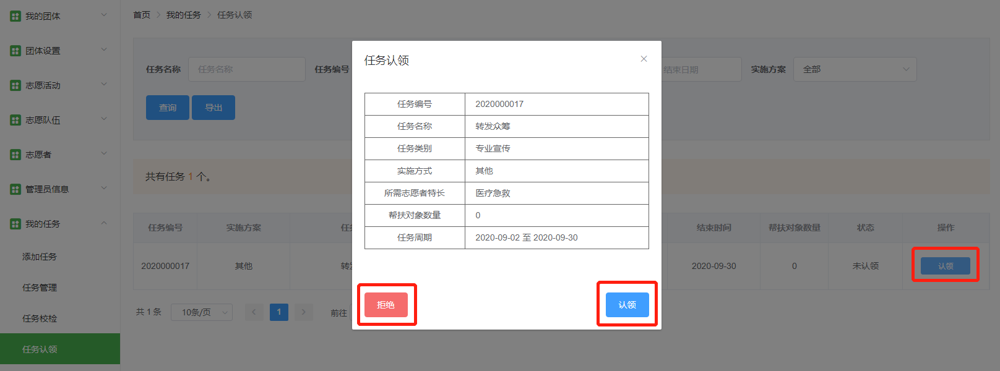 我的团体
团体设置
志愿活动
志愿队伍
志愿者
管理员信息
我的任务
添加任务
任务管理
任务校检
任务认领
首页 > 我的任务 > 任务认领
任务名称 任务名称 任务编号 结束日期 实施方案 全部
查询 导出
共有任务 1 个。
任务编号 实施方案 任 结束时间 帮扶对象数量 状态 操作
2020000017 其他 转发 2020-09-30 0 未认领 认领
共 1 条 10条/页 < 1 > 前往
任务认领 ×
任务编号 2020000017
任务名称 转发众筹
任务类别 专业宣传
实施方式 其他
所需志愿者特长 医疗急救
帮扶对象数量 0
任务周期 2020-09-02 至 2020-09-30
拒绝 认领